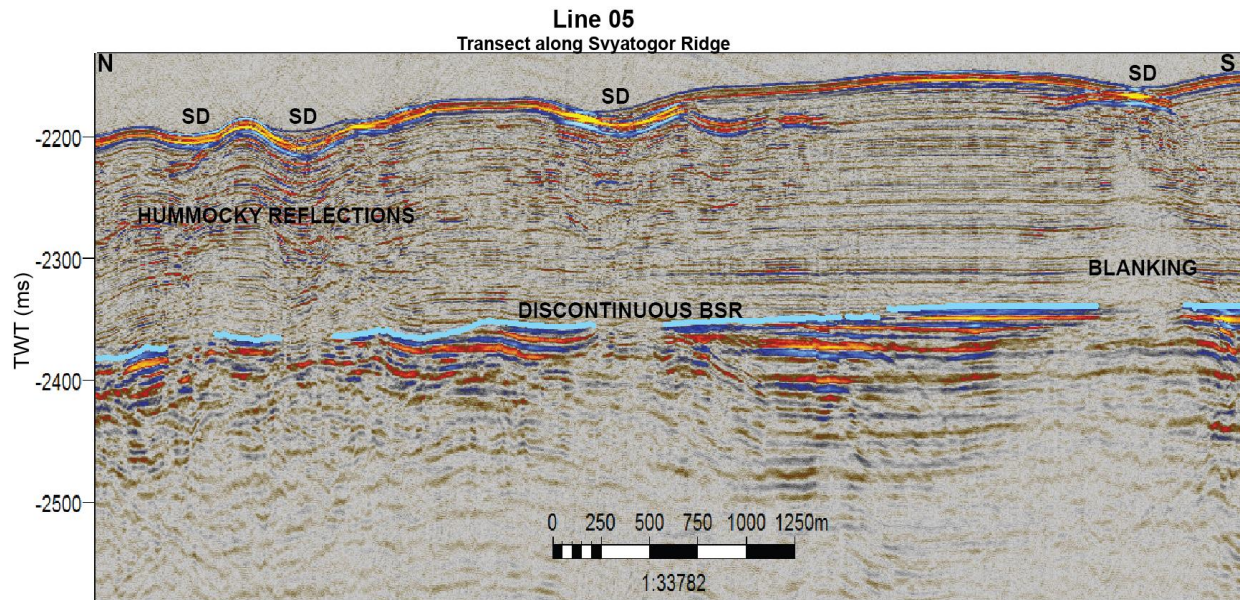 Line 05
Transect along Svyatogor Ridge
N
S
SD
SD
SD
SD
-2200
HUMMOCKY REFLECTIONS
-2300
BLANKING
DISCONTINUOUS BSR
TWT (ms)
-2400
-2500
0 250 500 750 1000 1250m
1:33782